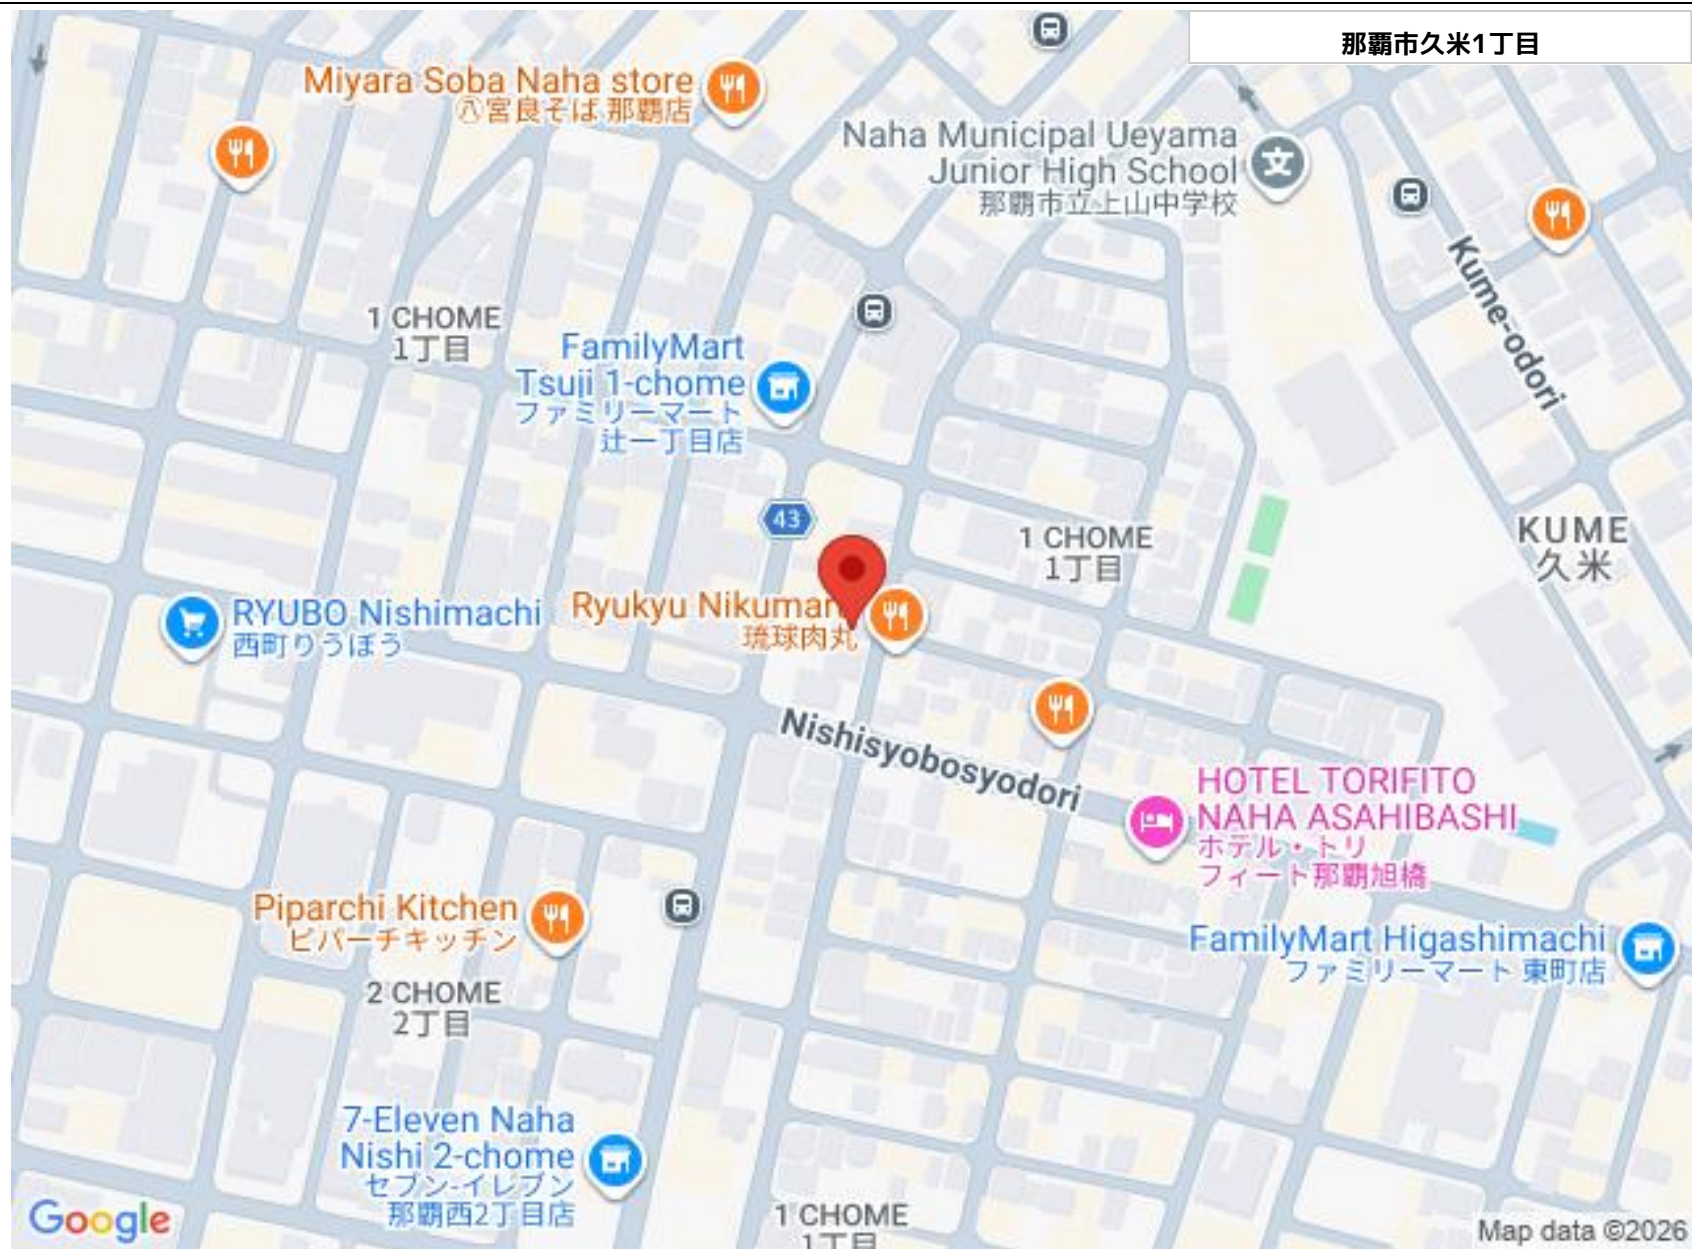 那覇市久米1丁目
Miyara Soba Naha store
八宮良そば 那覇店
Naha Municipal Ueyama
Junior High School
那覇市立上山中学校
文
Kume-odori
1 CHOME
1丁目
FamilyMart
Tsuji 1-chome
ファミリーマート
辻一丁目店
43
1 CHOME
1丁目
KUME
久米
RYUBO Nishimachi
西町りうぼう
Ryukyu Nikumaru
琉球肉丸
Nishisyobosyodori
HOTEL TORIFITO
NAHA ASAHIBASHI
ホテル・トリ
フィート那覇旭橋
Piparchi Kitchen
ピパーチキッチン
FamilyMart Higashimachi
ファミリーマート 東町店
2 CHOME
2丁目
7-Eleven Naha
Nishi 2-chome
セブン-イレブン
那覇西2丁目店
1 CHOME
1丁目
Google
Map data ©2026